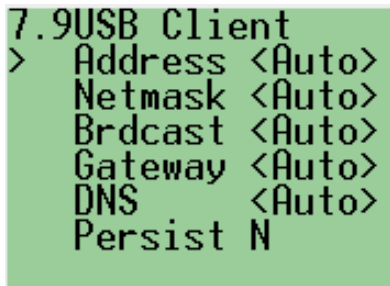 7.9USB Client
> Address <Auto>
Netmask <Auto>
Brdcast <Auto>
Gateway <Auto>
DNS <Auto>
Persist N